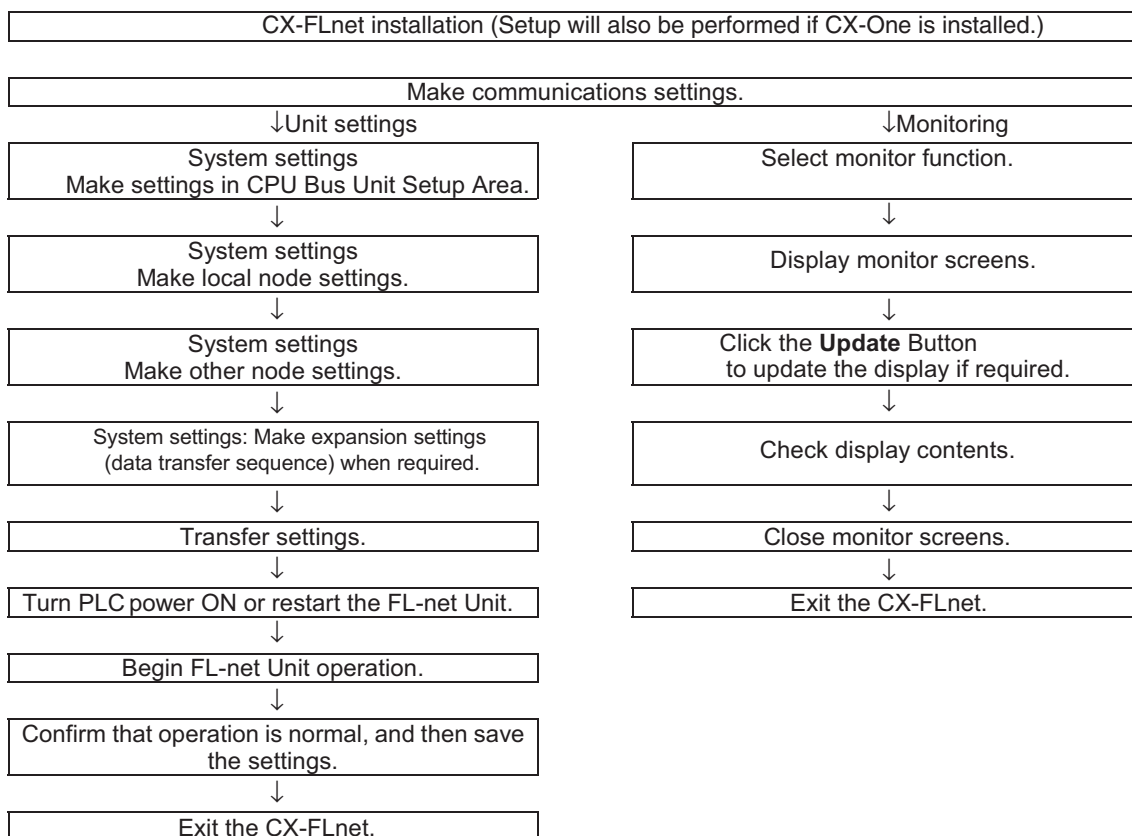 CX-FLnet installation (Setup will also be performed if CX-One is installed.)
Make communications settings.
↓Unit settings
System settings
Make settings in CPU Bus Unit Setup Area.
↓
System settings
Make local node settings.
↓
System settings
Make other node settings.
↓
System settings: Make expansion settings
(data transfer sequence) when required.
↓
Transfer settings.
↓
Turn PLC power ON or restart the FL-net Unit.
↓
Begin FL-net Unit operation.
↓
Confirm that operation is normal, and then save
the settings.
↓
Exit the CX-FLnet.
↓Monitoring
Select monitor function.
↓
Display monitor screens.
↓
Click the Update Button
to update the display if required.
↓
Check display contents.
↓
Close monitor screens.
↓
Exit the CX-FLnet.